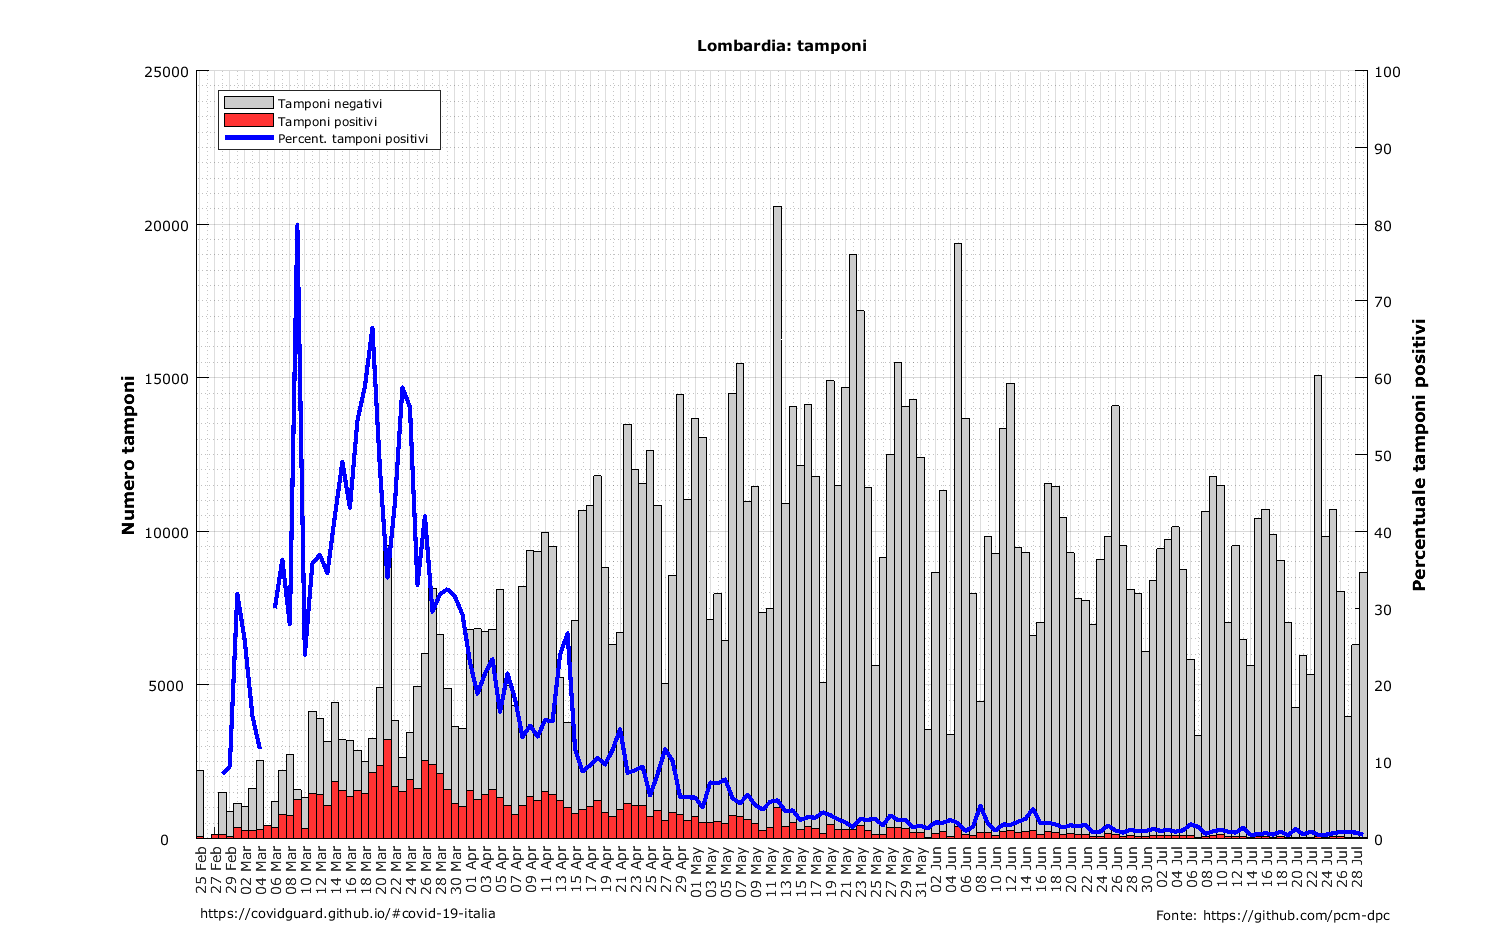 Lombardia: tamponi
25000
20000
15000
10000
5000
0
Numero tamponi
Tamponi negativi
Tamponi positivi
Percent. tamponi positivi
100
90
80
70
60
50
40
30
20
10
0
Percentuale tamponi positivi
25 Feb
27 Feb
29 Feb
02 Mar
04 Mar
06 Mar
08 Mar
10 Mar
12 Mar
14 Mar
16 Mar
18 Mar
20 Mar
22 Mar
24 Mar
26 Mar
28 Mar
30 Mar
01 Apr
03 Apr
05 Apr
07 Apr
09 Apr
11 Apr
13 Apr
15 Apr
17 Apr
19 Apr
21 Apr
23 Apr
25 Apr
27 Apr
29 Apr
01 May
03 May
05 May
07 May
09 May
11 May
13 May
15 May
17 May
19 May
21 May
23 May
25 May
27 May
29 May
31 May
02 Jun
04 Jun
06 Jun
08 Jun
10 Jun
12 Jun
14 Jun
16 Jun
18 Jun
20 Jun
22 Jun
24 Jun
26 Jun
28 Jun
30 Jun
02 Jul
04 Jul
06 Jul
08 Jul
10 Jul
12 Jul
14 Jul
16 Jul
18 Jul
20 Jul
22 Jul
24 Jul
26 Jul
28 Jul
https://covidguard.github.io/#covid-19-italia
Fonte: https://github.com/pcm-dpc